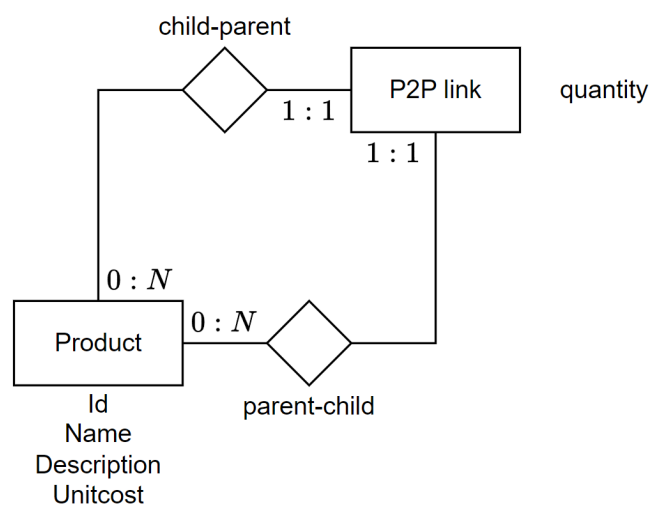 child-parent
P2P link
quantity
1 : 1
1 : 1
0 : N
0 : N
Product
parent-child
Id
Name
Description
Unitcost